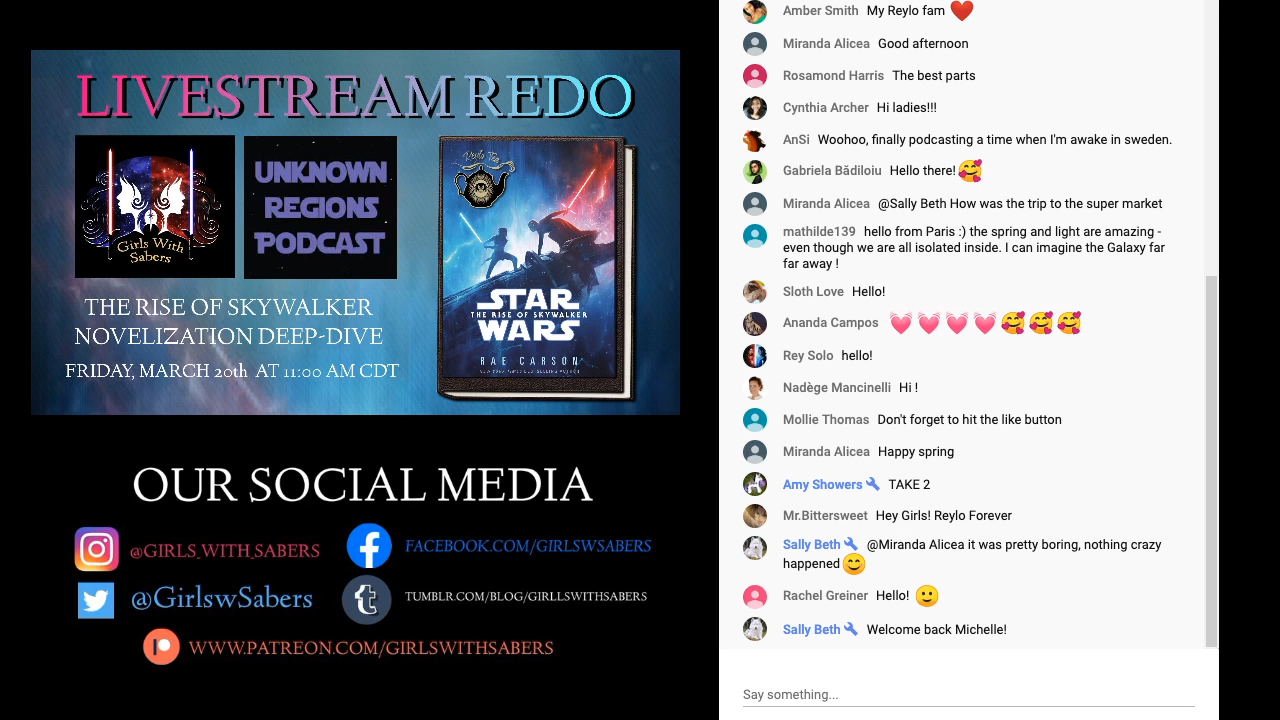 LIVESTREAM REDO
Girls With
Sabers
UNKNOWN
REGIONS
PODCAST
Reylo Tea
STAR
THE RISE OF SKYWALKER
WARS
RAE CARSON
THE RISE OF SKYWALKER
NOVELIZATION DEEP-DIVE
FRIDAY, MARCH 20th AT 11:00 AM CDT
OUR SOCIAL MEDIA
@GIRLS_WITH_SABERS
FACEBOOK.COM/GIRLSWSABERS
@GirlswSabers
TUMBLR.COM/BLOG/GIRLLSWITHSABERS
WWW.PATREON.COM/GIRLSWITHSABERS
Amber Smith My Reylo fam ❤️
Miranda Alicea Good afternoon
Rosamond Harris The best parts
Cynthia Archer Hi ladies!!!
AnSi Woohoo, finally podcasting a time when I'm awake in sweden.
Gabriela Bădiloiu Hello there! 🥰
Miranda Alicea @Sally Beth How was the trip to the super market
mathilde139 hello from Paris :) the spring and light are amazing -
even though we are all isolated inside. I can imagine the Galaxy far
far away !
Sloth Love Hello!
Ananda Campos 💓💓💓💓🥰🥰🥰
Rey Solo hello!
Nadège Mancinelli Hi !
Mollie Thomas Don't forget to hit the like button
Miranda Alicea Happy spring
Amy Showers TAKE 2
Mr.Bittersweet Hey Girls! Reylo Forever
Sally Beth @Miranda Alicea it was pretty boring, nothing crazy
happened 😊
Rachel Greiner Hello! 🙂
Sally Beth Welcome back Michelle!
Say something...